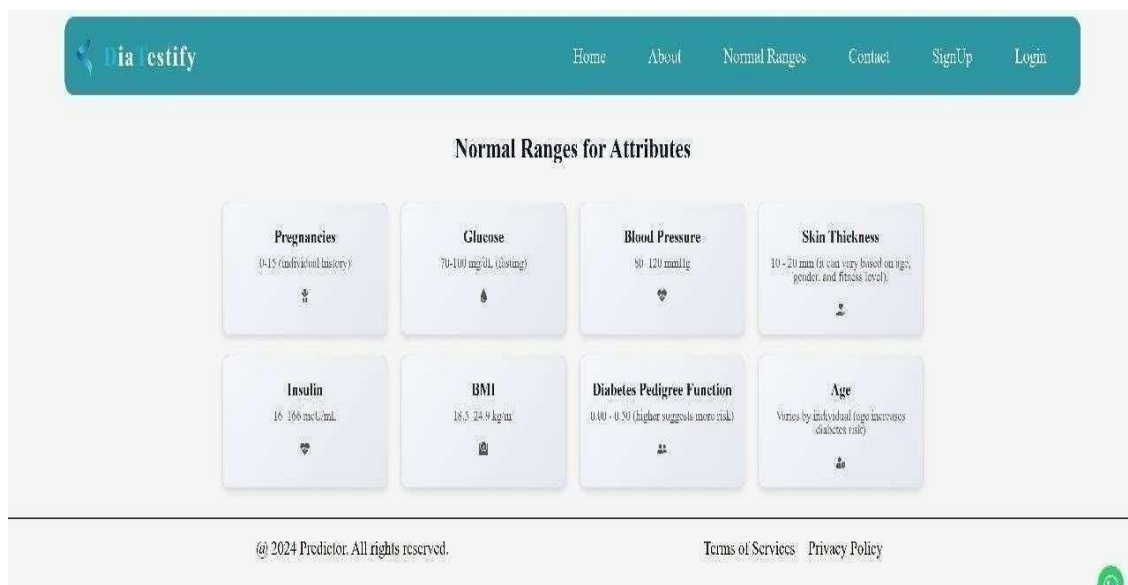 DiaTestify
Home About Normal Ranges Contact SignUp Login
Normal Ranges for Attributes
Pregnancies
0-15 (individual history)
Glucose
70-100 mg/dL (fasting)
Blood Pressure
80-120 mmHg
Skin Thickness
10 - 20 mm (it can vary based on age,
gender, and fitness level).
Insulin
16-166 mcU/mL
BMI
18.5-24.9 kg/m²
Diabetes Pedigree Function
0.00 - 0.50 (higher suggests more risk)
Age
Varies by individual (age increases
diabetes risk)
@ 2024 Predictor. All rights reserved.
Terms of Services Privacy Policy